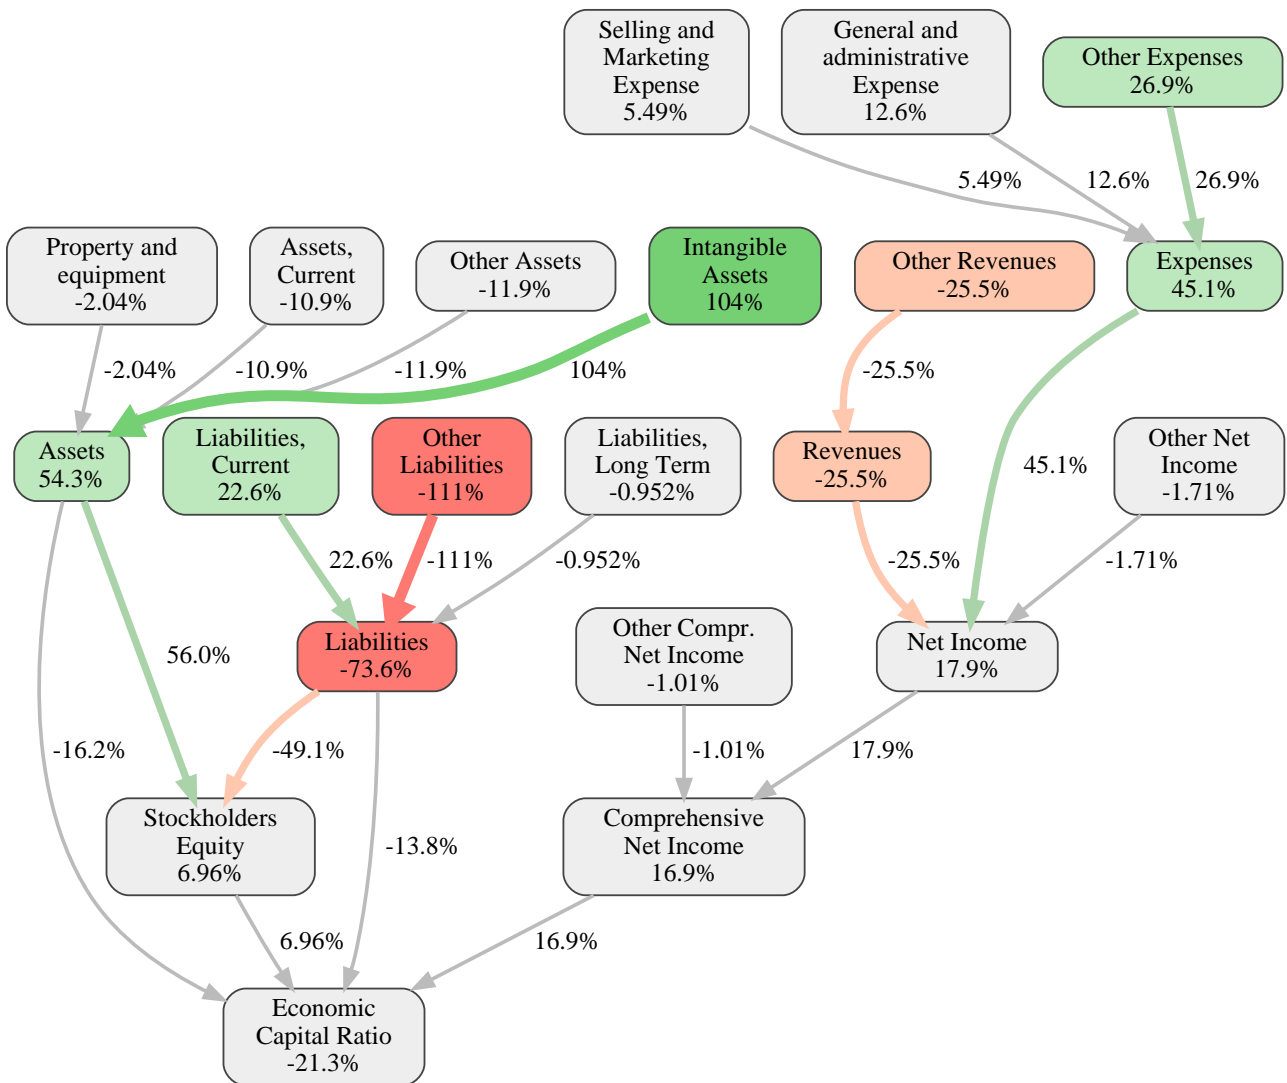 Selling and
Marketing
Expense
5.49%
General and
administrative
Expense
12.6%
Other Expenses
26.9%
5.49%
12.6%
26.9%
Property and
equipment
-2.04%
Assets,
Current
-10.9%
Other Assets
-11.9%
Intangible
Assets
104%
Other Revenues
-25.5%
Expenses
45.1%
-2.04%
-10.9%
-11.9%
104%
-25.5%
Assets
54.3%
Liabilities,
Current
22.6%
Other
Liabilities
-111%
Liabilities,
Long Term
-0.952%
Revenues
-25.5%
45.1%
Other Net
Income
-1.71%
22.6%
-111%
-0.952%
-25.5%
-1.71%
56.0%
Liabilities
-73.6%
Other Compr.
Net Income
-1.01%
Net Income
17.9%
-16.2%
-49.1%
-1.01%
17.9%
Stockholders
Equity
6.96%
-13.8%
Comprehensive
Net Income
16.9%
6.96%
16.9%
Economic
Capital Ratio
-21.3%